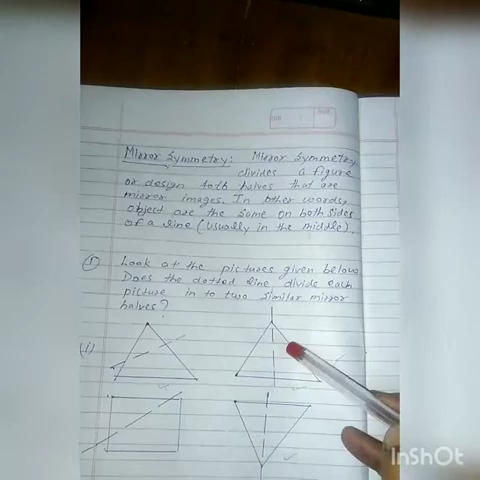 Mirror Symmetry: Mirror Symmetry
divides a figure
or design into halves that are
mirror images. In other words,
object are the same on both sides
of a line (usually in the middle).
① Look at the pictures given below
Does the dotted line divide each
picture in to two similar mirror
halves?
(i)
InShOt